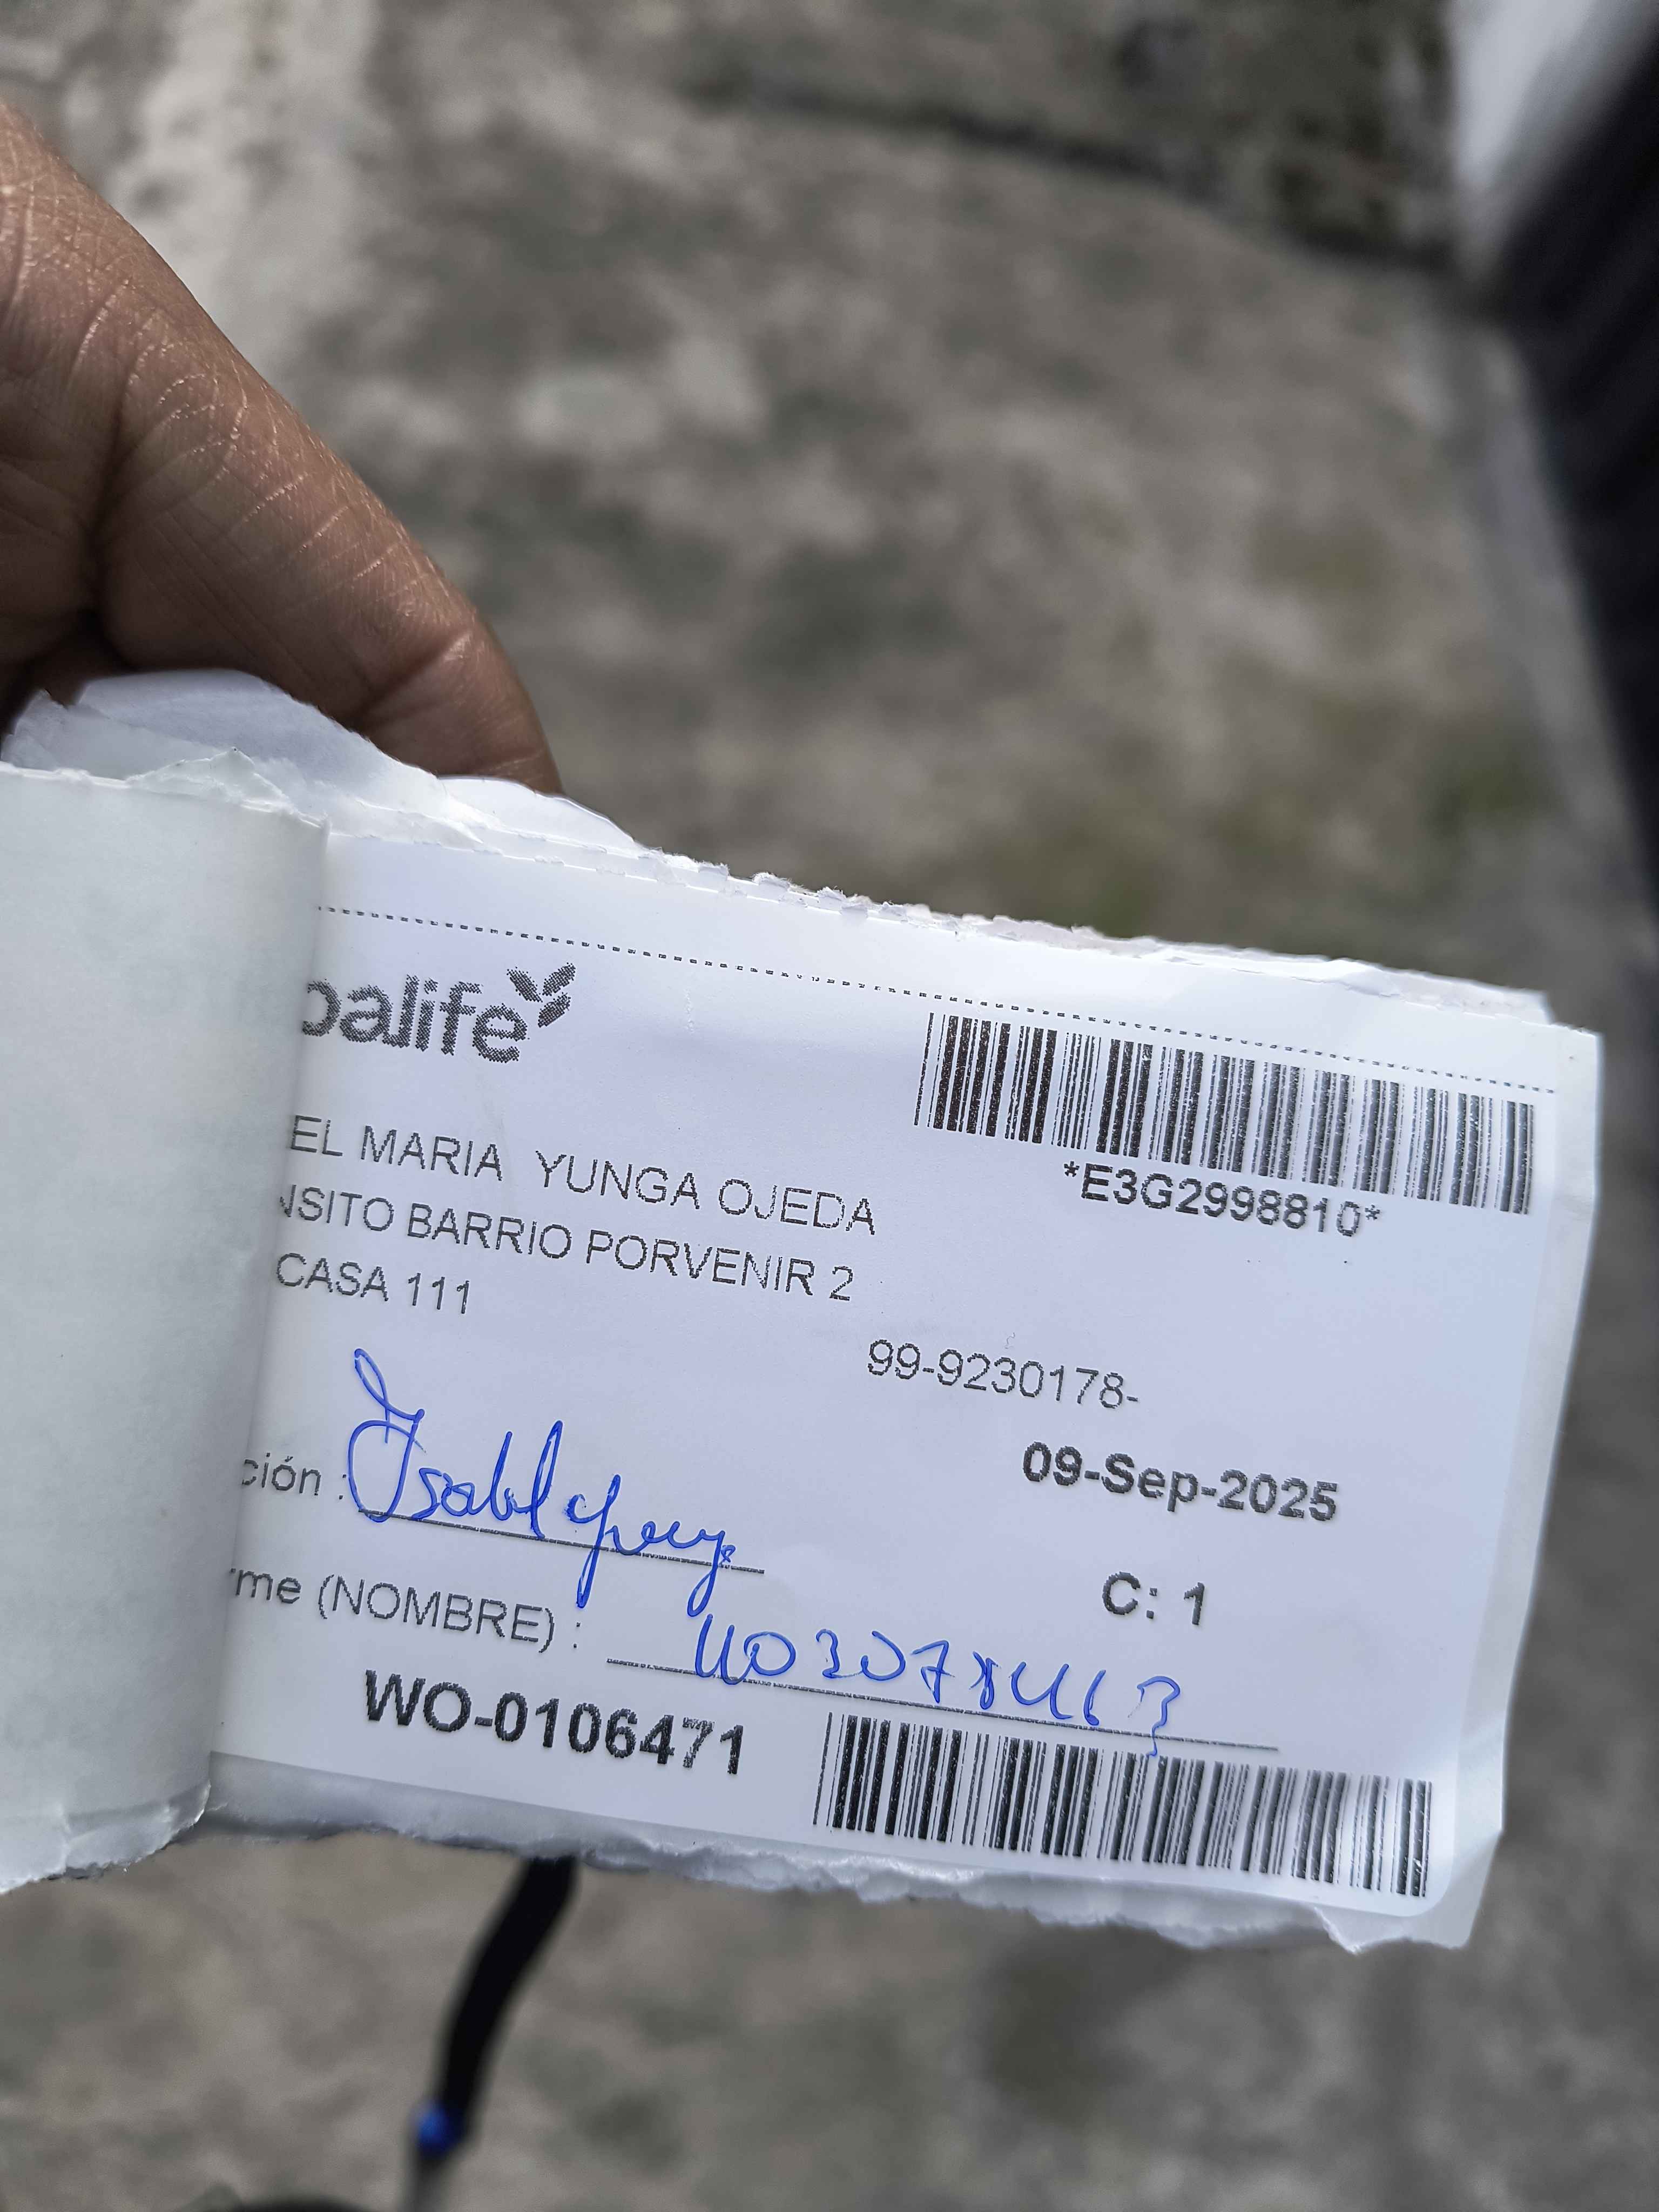 balife
*E3G2998810*
EL MARIA YUNGA OJEDA
NSITO BARRIO PORVENIR 2
CASA 111
99-9230178-
09-Sep-2025
ción : Isabel
C: 1
rme (NOMBRE) :
WO-0106471